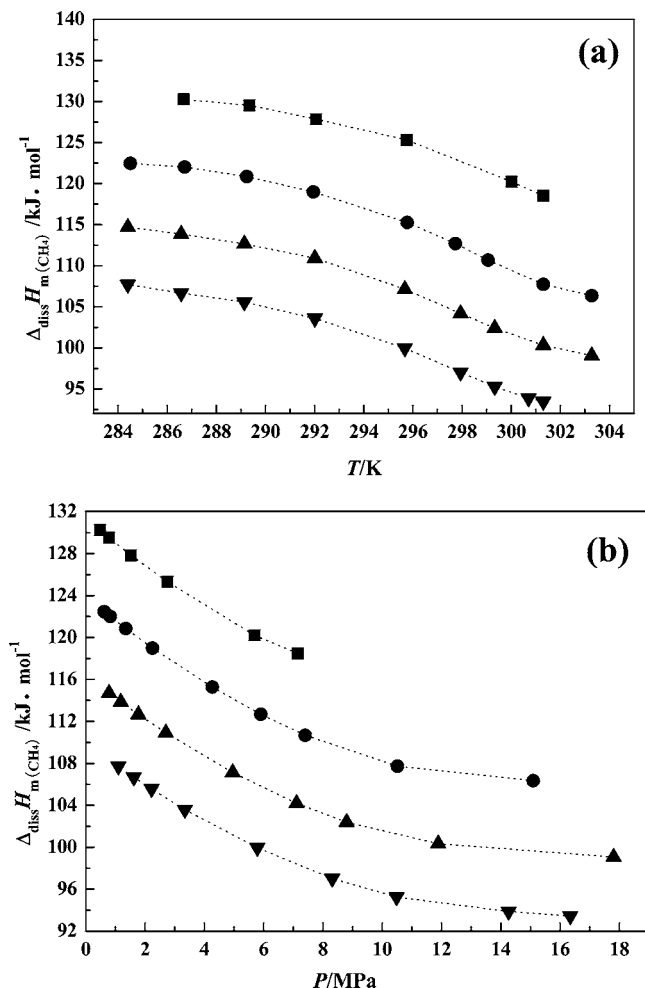 (a)
140
135
130
125
120
115
110
105
100
95
284 286 288 290 292 294 296 298 300 302 304
T/K
Δdiss Hm(CH₄) /kJ. mol⁻¹
(b)
132
128
124
120
116
112
108
104
100
96
92
0 2 4 6 8 10 12 14 16 18
P/MPa
Δdiss Hm(CH₄) /kJ. mol⁻¹